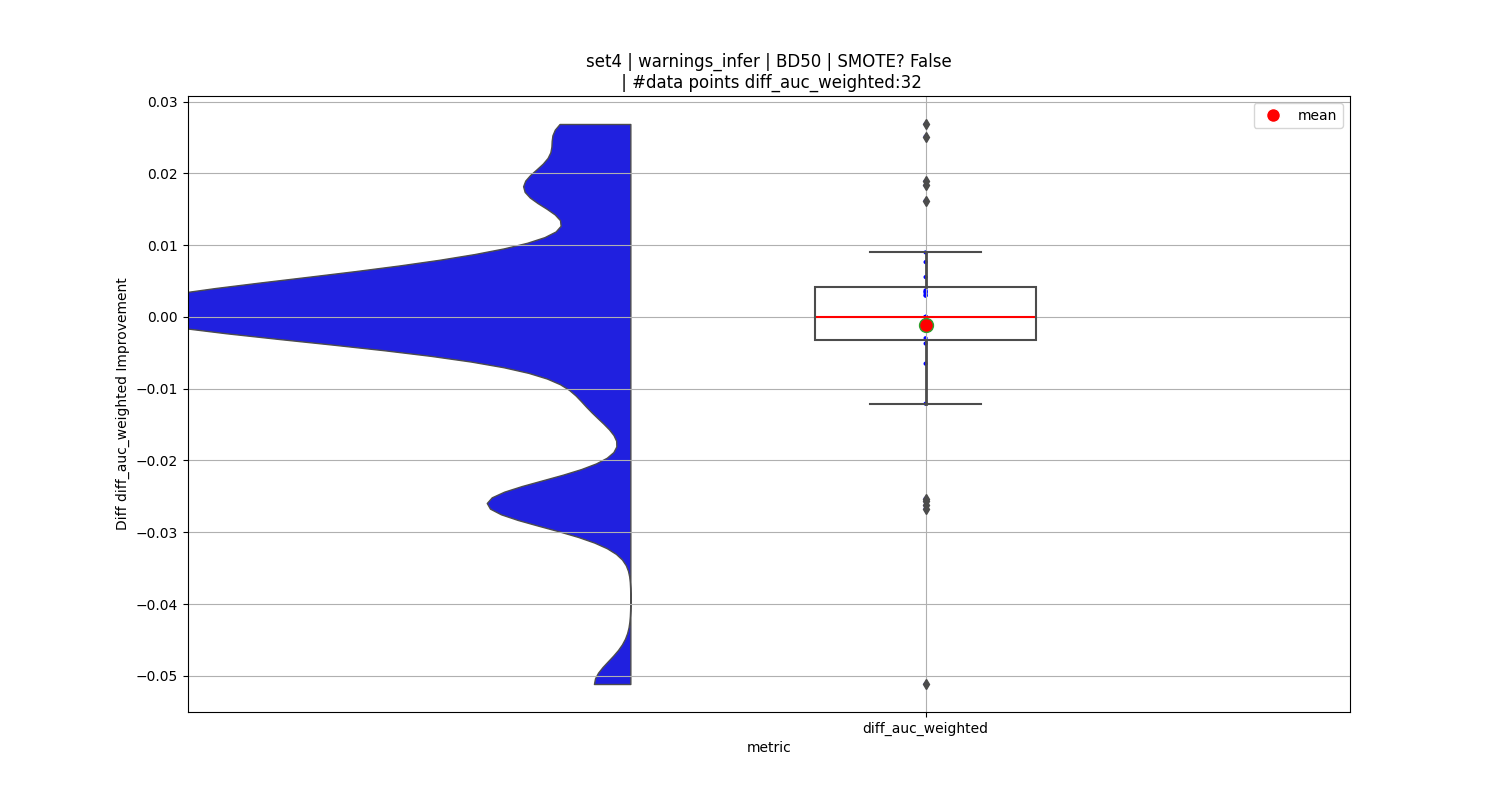 set4 | warnings_infer | BD50 | SMOTE? False
| #data points diff_auc_weighted:32
mean
0.03
0.02
0.01
0.00
−0.01
−0.02
−0.03
−0.04
−0.05
Diff diff_auc_weighted Improvement
diff_auc_weighted
metric